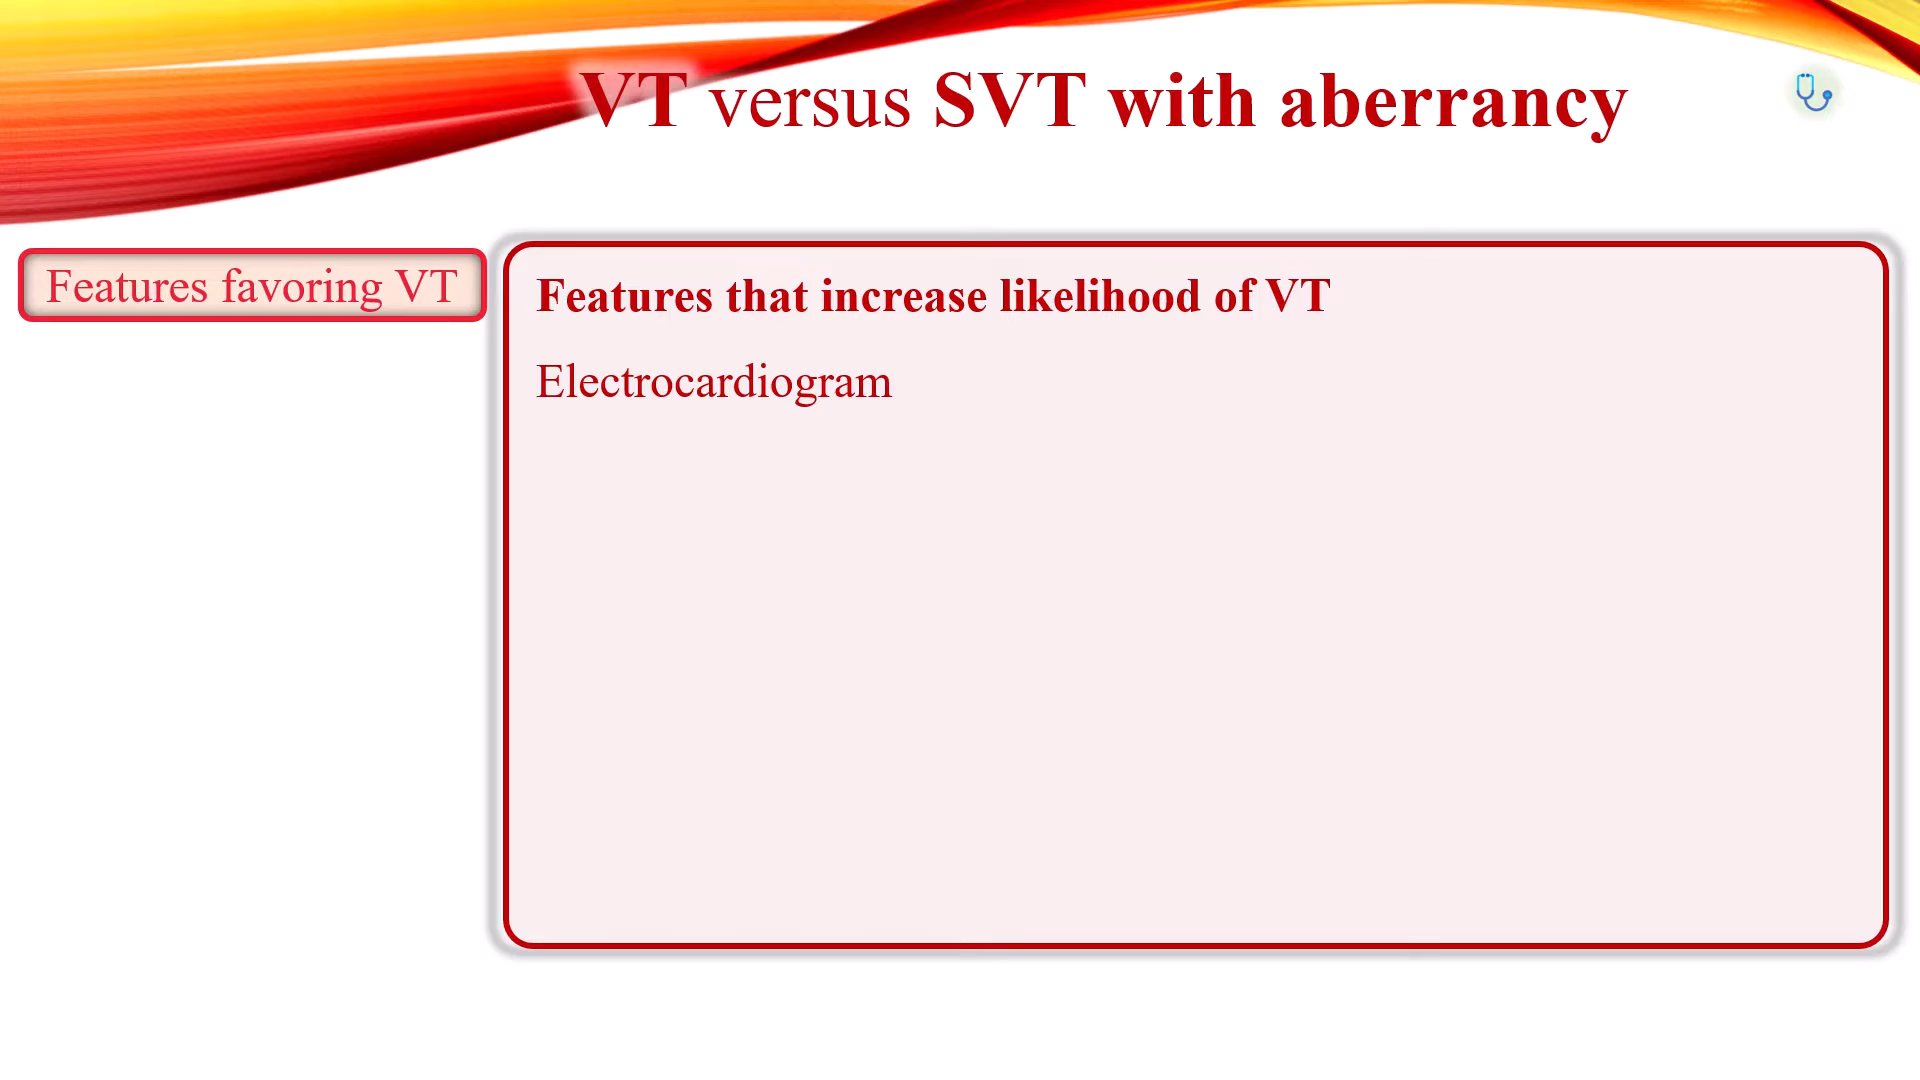 VT versus SVT with aberrancy
Features favoring VT
Features that increase likelihood of VT
Electrocardiogram